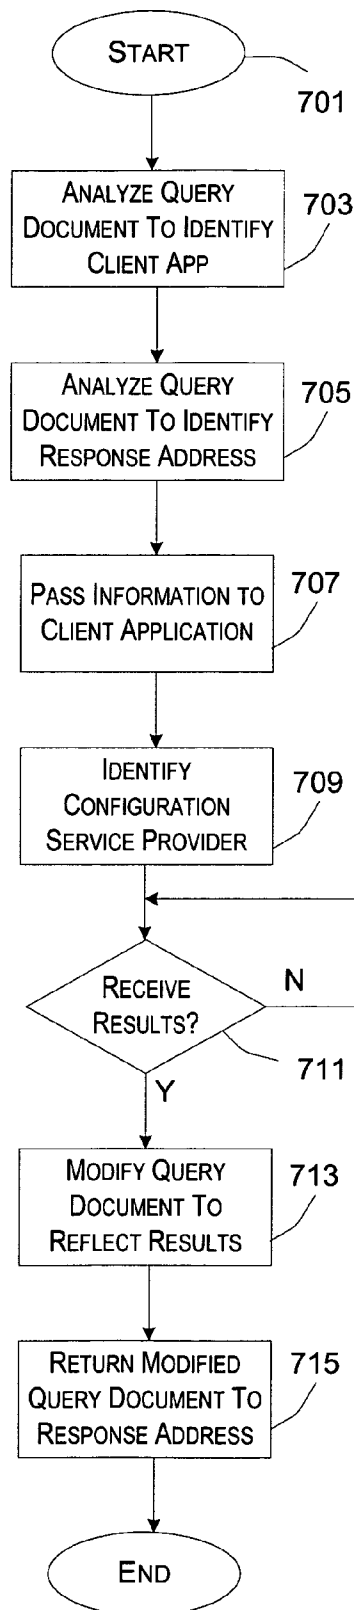 START
701
ANALYZE QUERY
DOCUMENT TO IDENTIFY
CLIENT APP
703
ANALYZE QUERY
DOCUMENT TO IDENTIFY
RESPONSE ADDRESS
705
PASS INFORMATION TO
CLIENT APPLICATION
707
IDENTIFY
CONFIGURATION
SERVICE PROVIDER
709
RECEIVE
RESULTS?
N
711
Y
MODIFY QUERY
DOCUMENT TO
REFLECT RESULTS
713
RETURN MODIFIED
QUERY DOCUMENT TO
RESPONSE ADDRESS
715
END